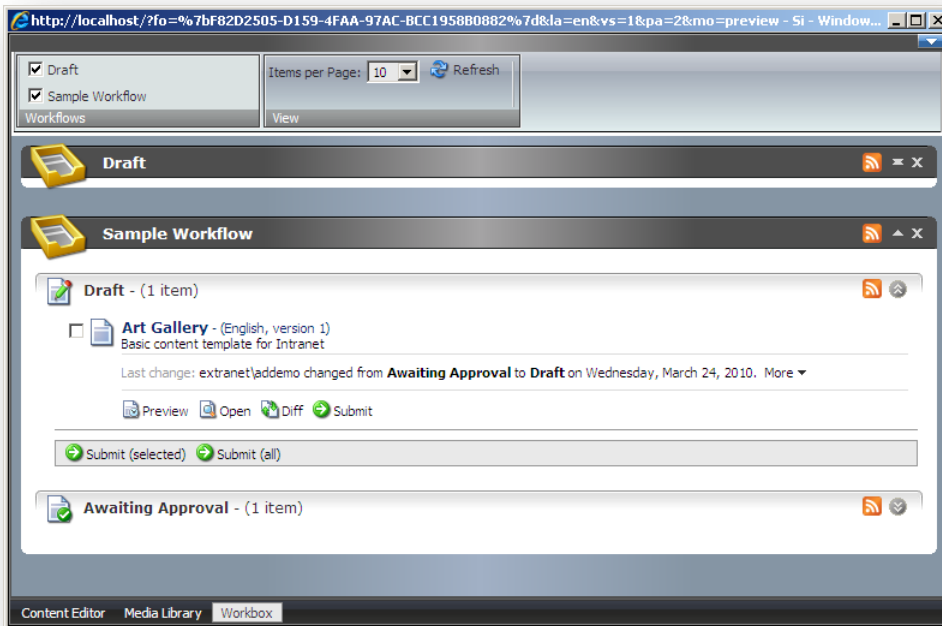 http://localhost/?fo=%7bF82D2505-D159-4FAA-97AC-BCC1958B0882%7d&la=en&vs=1&pa=2&mo=preview - Si - Window...
Draft
Sample Workflow
Workflows
Items per Page: 10 Refresh
View
Draft
Sample Workflow
Draft - (1 item)
Art Gallery - (English, version 1)
Basic content template for Intranet
Last change: extranet\addemo changed from Awaiting Approval to Draft on Wednesday, March 24, 2010. More
Preview Open Diff Submit
Submit (selected) Submit (all)
Awaiting Approval - (1 item)
Content Editor Media Library Workbox